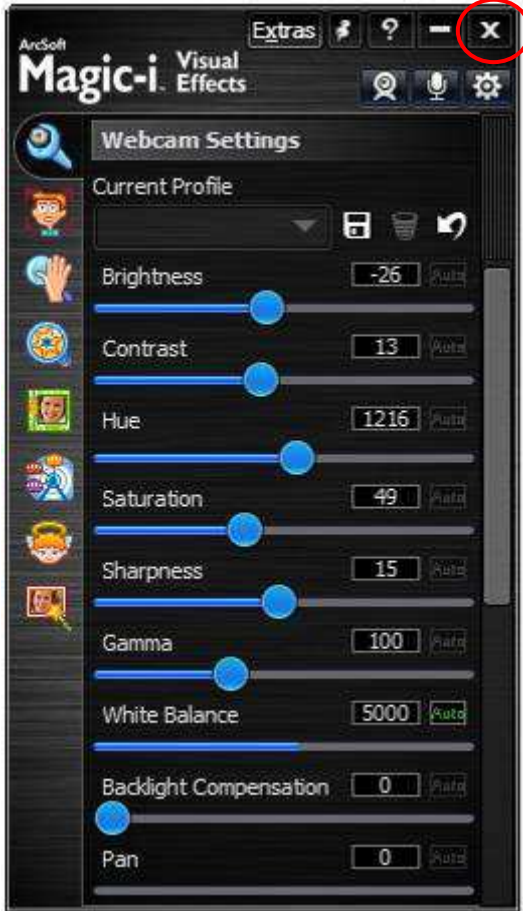 Extras ? X
ArcSoft
Magic-i. Visual Effects
Webcam Settings
Current Profile
Brightness -26 Auto
Contrast 13 Auto
Hue 1216 Auto
Saturation 49 Auto
Sharpness 15 Auto
Gamma 100 Auto
White Balance 5000 Auto
Backlight Compensation 0 Auto
Pan 0 Auto